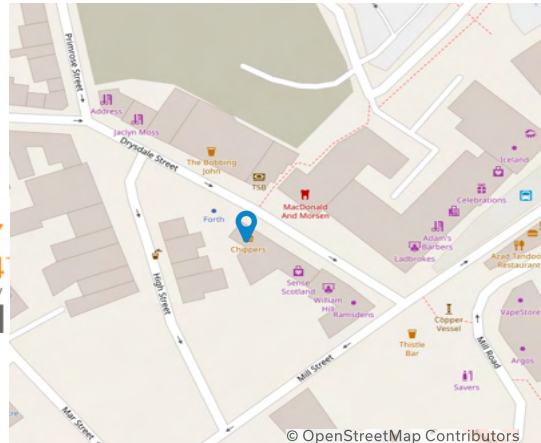 Primrose Street
Address
Jaclyn Moss
Drysdale Street
The Bobbing
John
TSB
MacDonald
And Morsen
Iceland
Celebrations
Forth
Chippers
Adam's
Barbers
Ladbrokes
Azad Tandoori
Restaurant
Sense
Scotland
William
Hill
Ramsdens
High Street
Copper
Vessel
VapeStore
Thistle
Bar
Mill Road
Argos
Mill Street
Savers
Mar Street
© OpenStreetMap Contributors